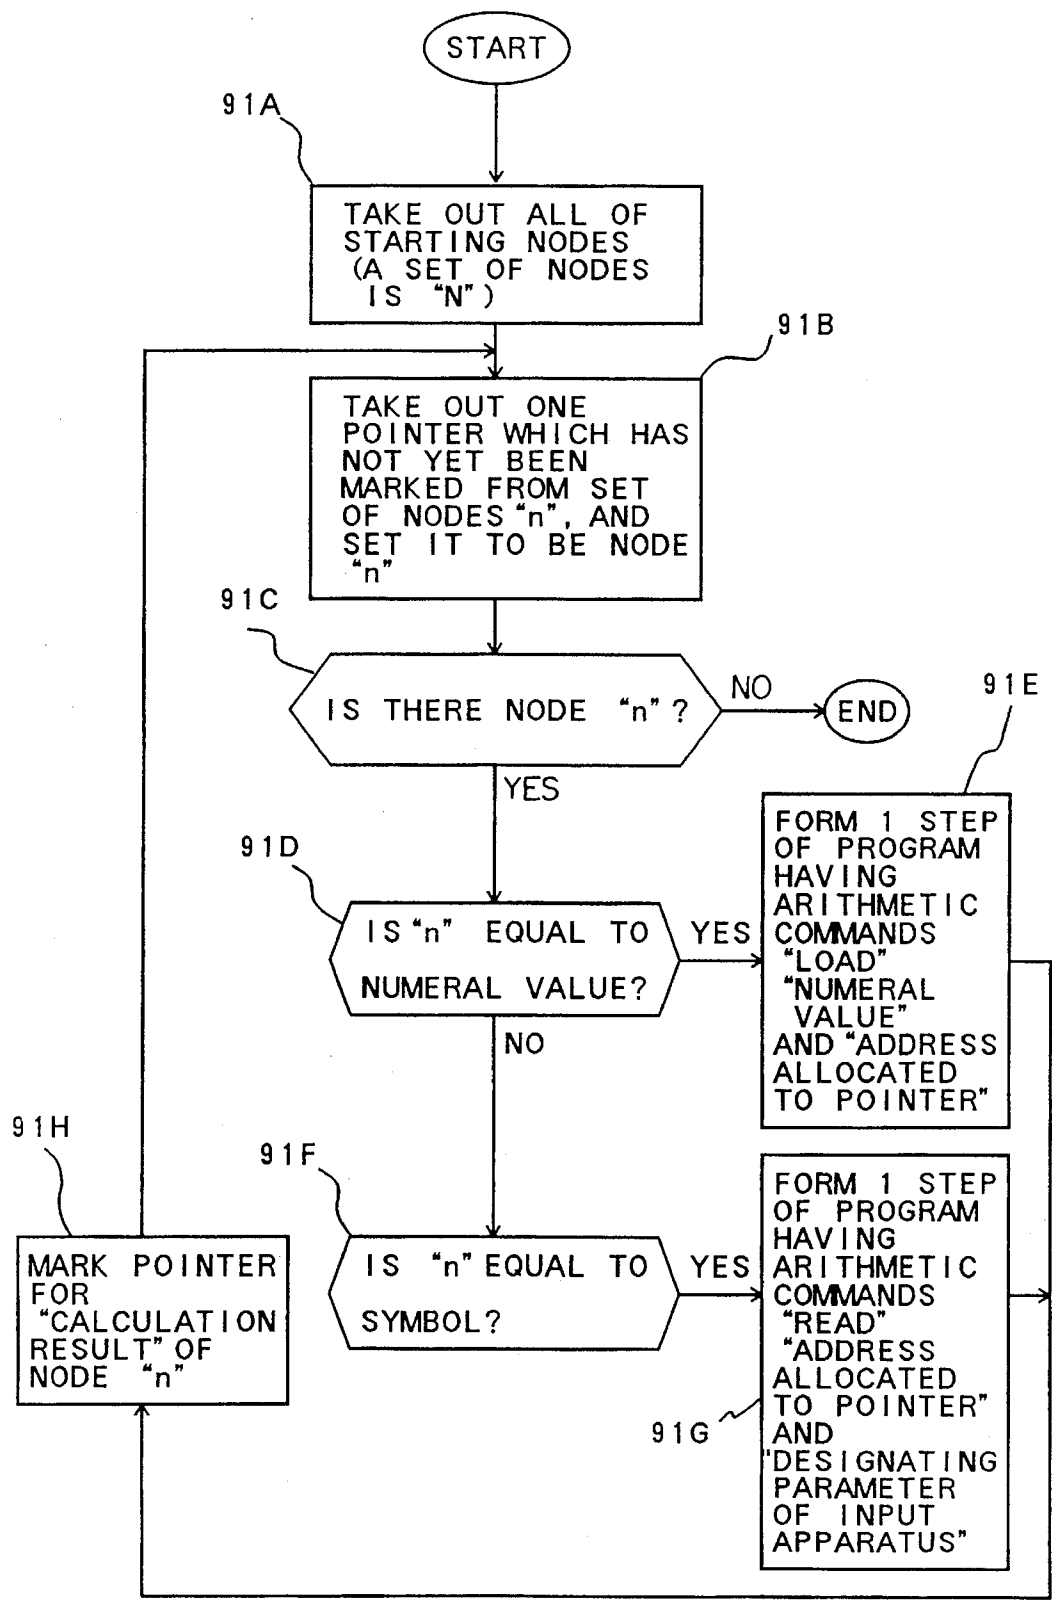 START
91A
TAKE OUT ALL OF
STARTING NODES
(A SET OF NODES
IS "N")
91B
TAKE OUT ONE
POINTER WHICH HAS
NOT YET BEEN
MARKED FROM SET
OF NODES "n", AND
SET IT TO BE NODE
"n"
91C
IS THERE NODE "n"?
NO
END
YES
91D
IS "n" EQUAL TO
NUMERAL VALUE?
YES
NO
91E
FORM 1 STEP
OF PROGRAM
HAVING
ARITHMETIC
COMMANDS
"LOAD"
"NUMERAL
VALUE"
AND "ADDRESS
ALLOCATED
TO POINTER"
91F
IS "n" EQUAL TO
SYMBOL?
YES
91G
FORM 1 STEP
OF PROGRAM
HAVING
ARITHMETIC
COMMANDS
"READ"
"ADDRESS
ALLOCATED
TO POINTER"
AND
"DESIGNATING
PARAMETER
OF INPUT
APPARATUS"
91H
MARK POINTER
FOR
"CALCULATION
RESULT" OF
NODE "n"